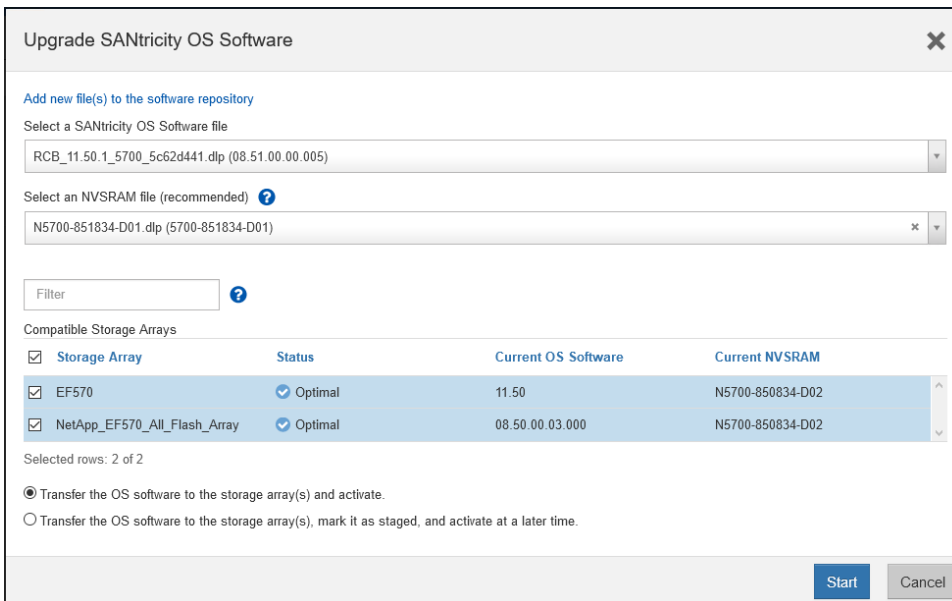 Upgrade SANtricity OS Software
Add new file(s) to the software repository
Select a SANtricity OS Software file
RCB_11.50.1_5700_5c62d441.dlp (08.51.00.00.005)
Select an NVSRAM file (recommended) ?
N5700-851834-D01.dlp (5700-851834-D01)
Filter ?
Compatible Storage Arrays
Storage Array Status Current OS Software Current NVSRAM
EF570 Optimal 11.50 N5700-850834-D02
NetApp_EF570_All_Flash_Array Optimal 08.50.00.03.000 N5700-850834-D02
Selected rows: 2 of 2
Transfer the OS software to the storage array(s) and activate.
Transfer the OS software to the storage array(s), mark it as staged, and activate at a later time.
Start Cancel